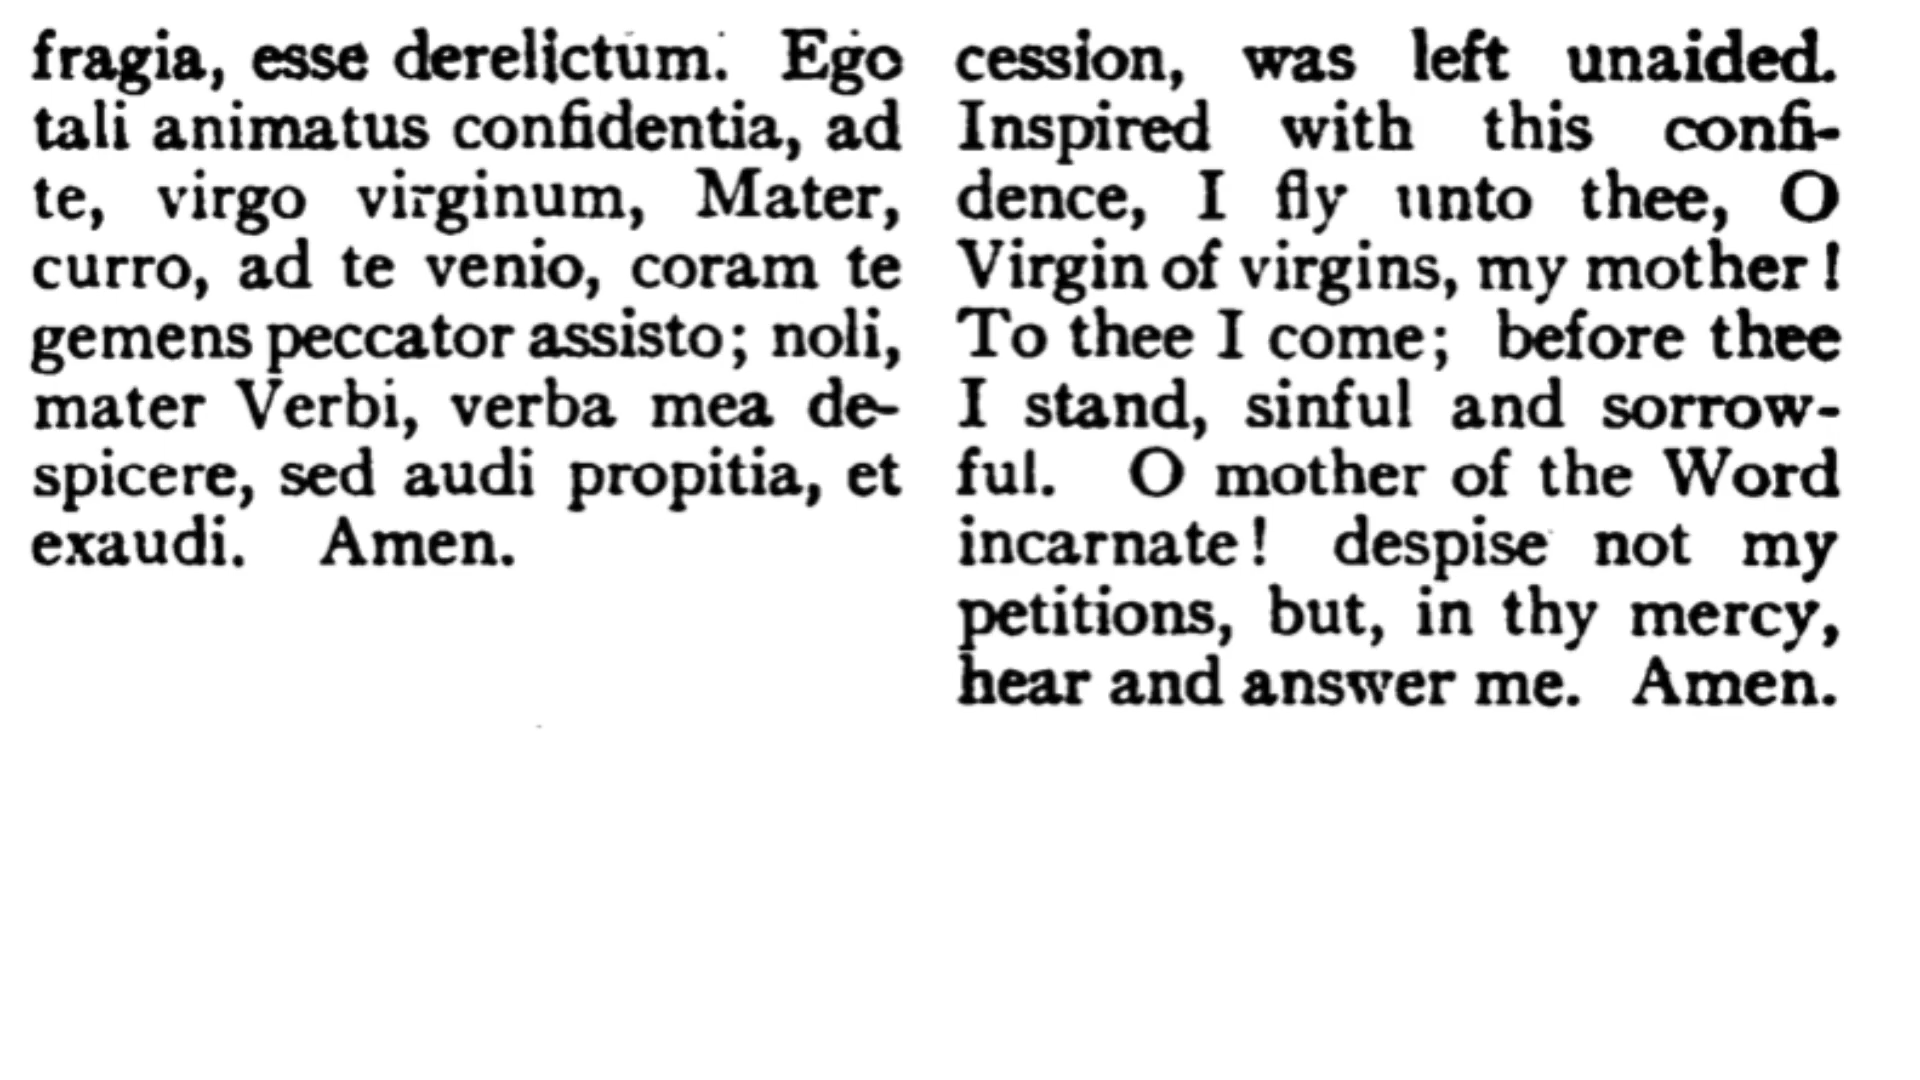 fragia, esse derelictum. Ego
tali animatus confidentia, ad
te, virgo virginum, Mater,
curro, ad te venio, coram te
gemens peccator assisto; noli,
mater Verbi, verba mea de-
spicere, sed audi propitia, et
exaudi. Amen.
cession, was left unaided.
Inspired with this confi-
dence, I fly unto thee, O
Virgin of virgins, my mother!
To thee I come; before thee
I stand, sinful and sorrow-
ful. O mother of the Word
incarnate! despise not my
petitions, but, in thy mercy,
hear and answer me. Amen.